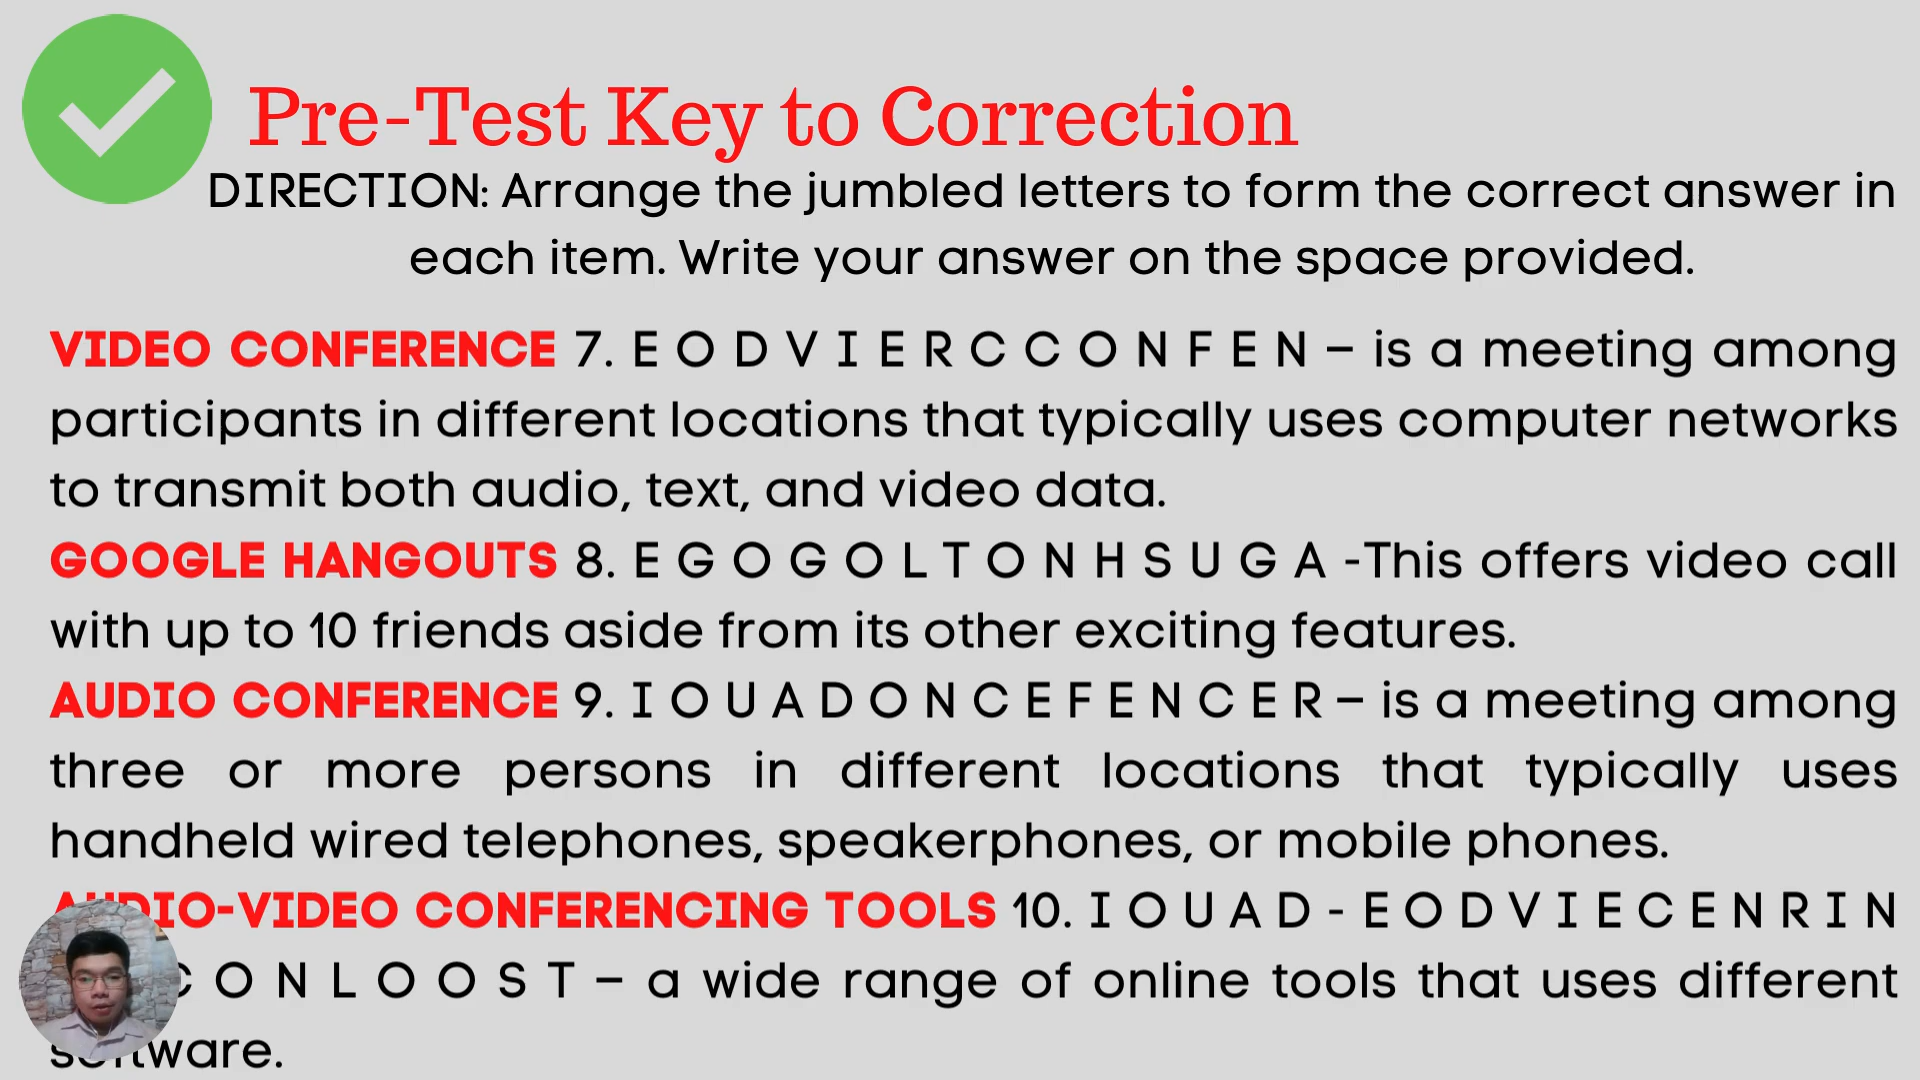 Pre-Test Key to Correction
DIRECTION: Arrange the jumbled letters to form the correct answer in
each item. Write your answer on the space provided.
VIDEO CONFERENCE 7. E O D V I E R C C O N F E N – is a meeting among
participants in different locations that typically uses computer networks
to transmit both audio, text, and video data.
GOOGLE HANGOUTS 8. E G O G O L T O N H S U G A -This offers video call
with up to 10 friends aside from its other exciting features.
AUDIO CONFERENCE 9. I O U A D O N C E F E N C E R – is a meeting among
three or more persons in different locations that typically uses
handheld wired telephones, speakerphones, or mobile phones.
AUDIO-VIDEO CONFERENCING TOOLS 10. I O U A D - E O D V I E C E N R I N
C O N L O O S T – a wide range of online tools that uses different
software.